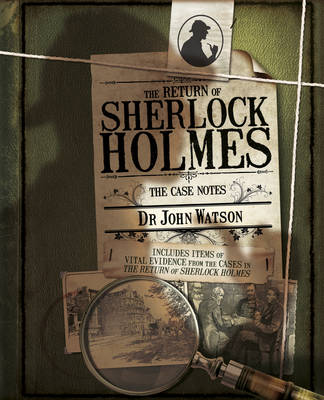 THE RETURN OF
SHERLOCK
HOLMES
THE CASE NOTES
DR JOHN WATSON
INCLUDES ITEMS OF
VITAL EVIDENCE FROM THE CASES IN
THE RETURN OF SHERLOCK HOLMES